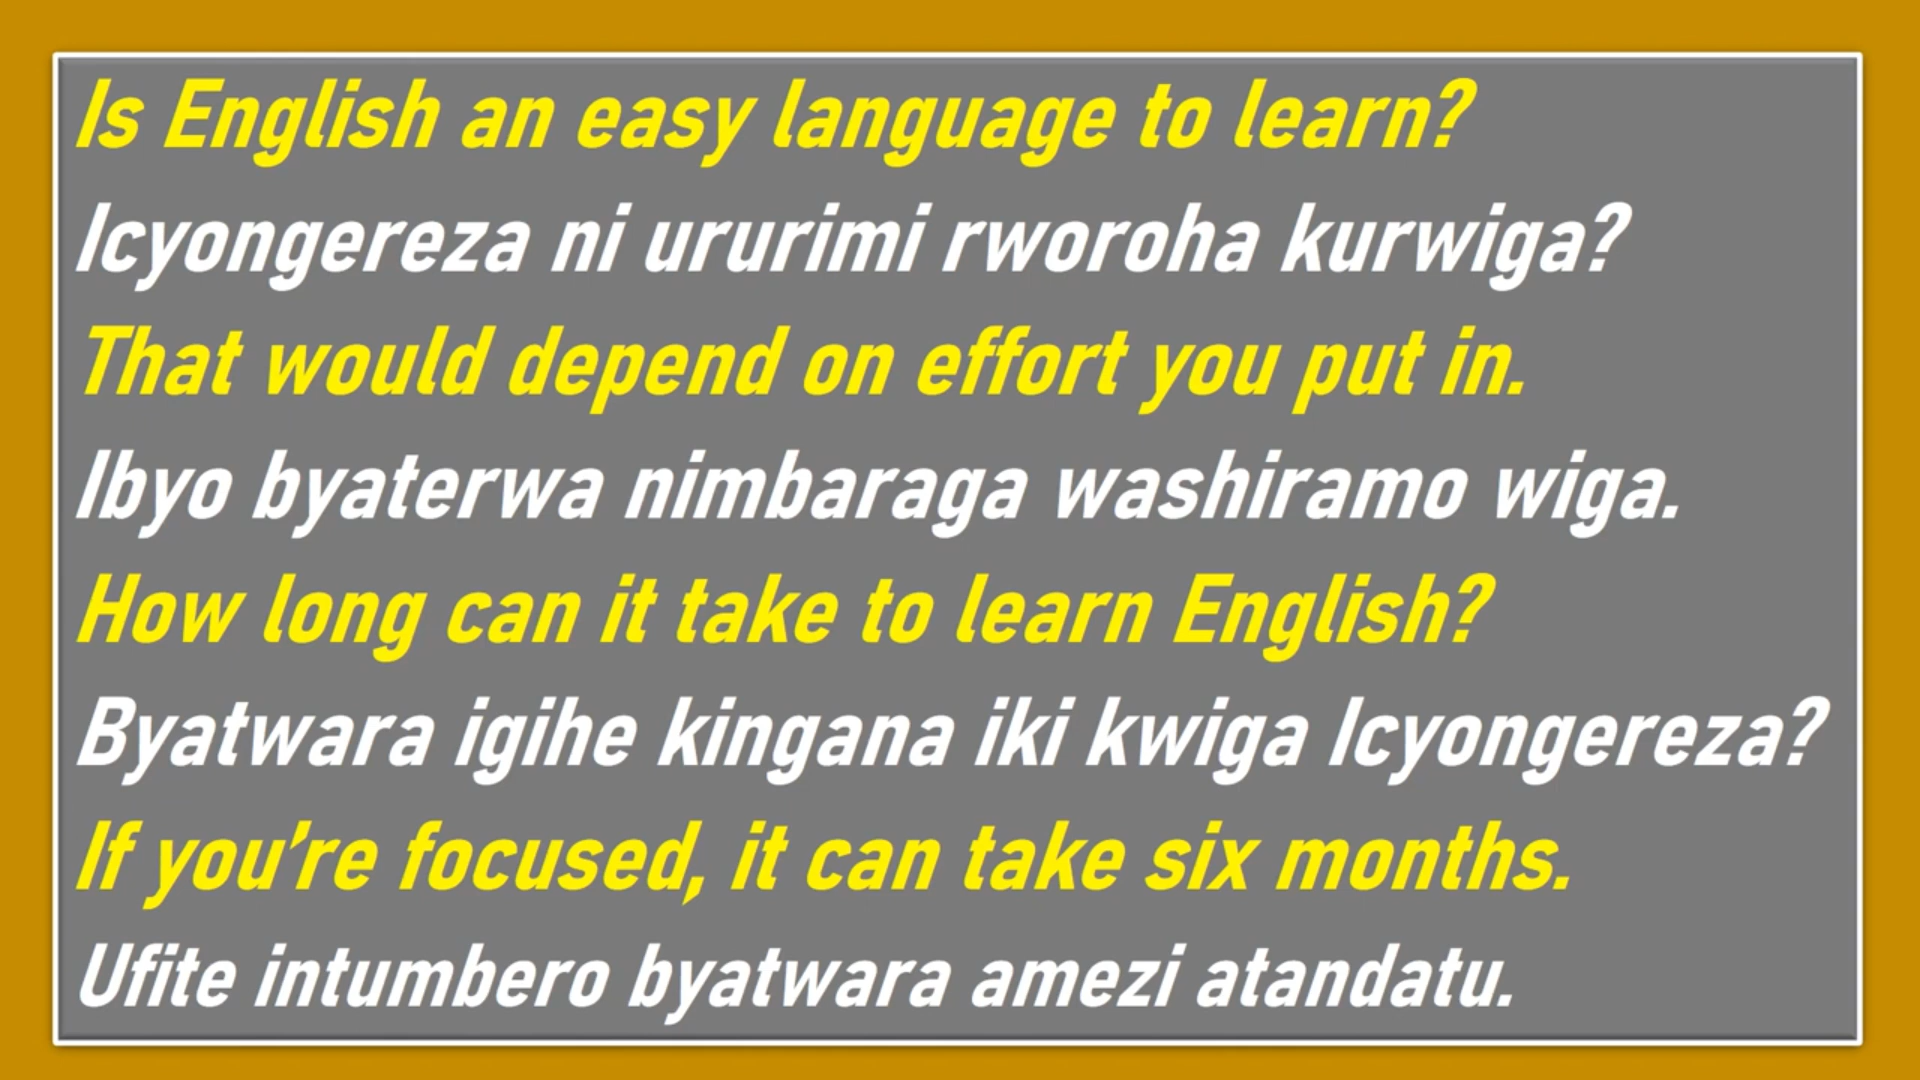 Is English an easy language to learn?
Icyongereza ni ururimi rworoha kurwiga?
That would depend on effort you put in.
Ibyo byaterwa nimbaraga washiramo wiga.
How long can it take to learn English?
Byatwara igihe kingana iki kwiga Icyongereza?
If you’re focused, it can take six months.
Ufite intumbero byatwara amezi atandatu.